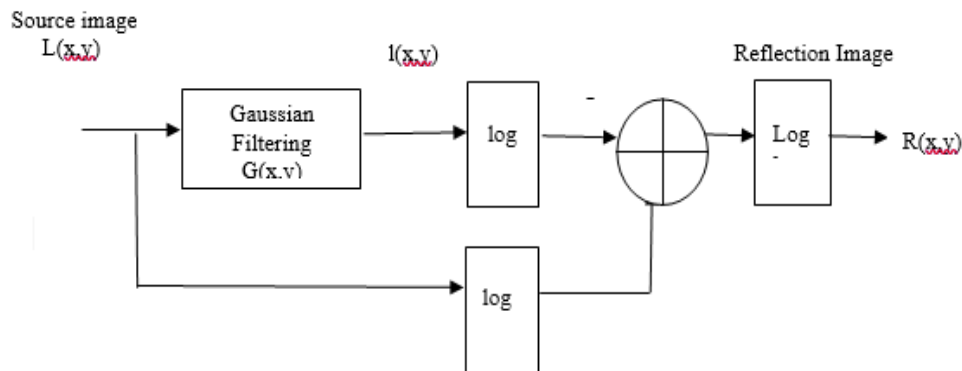 Source image
L(x,y)
l(x,y)
Reflection Image
Gaussian
Filtering
G(x,y)
log
-
Log
-
R(x,y)
log